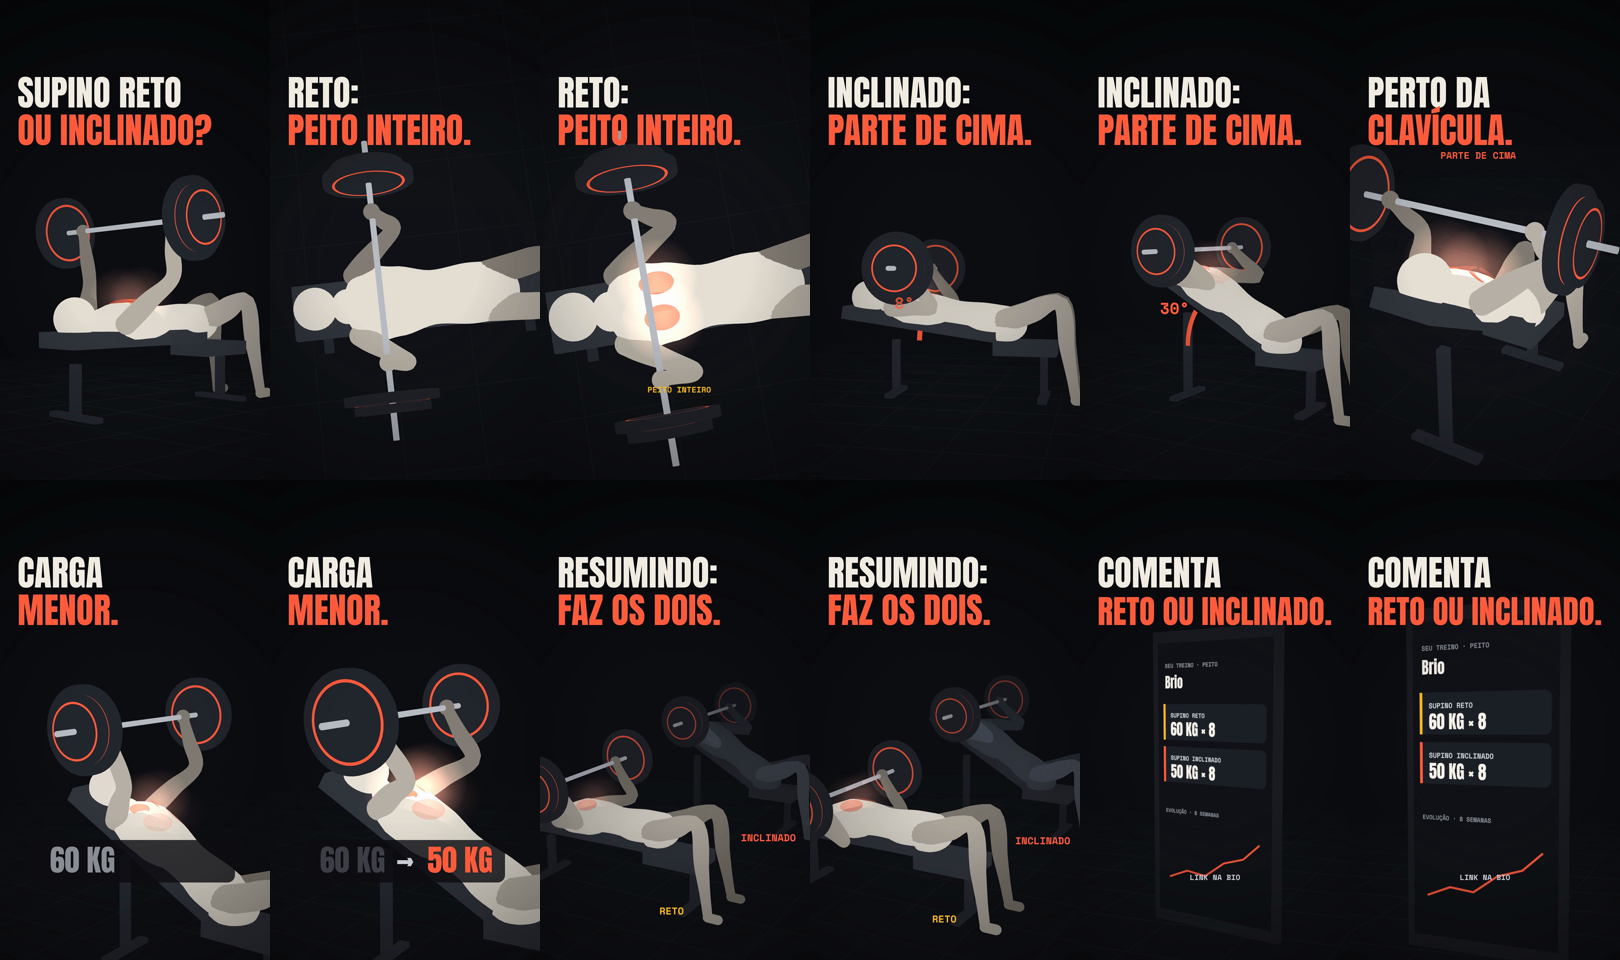 SUPINO RETO
OU INCLINADO?
RETO:
PEITO INTEIRO.
RETO:
PEITO INTEIRO.
PEITO INTEIRO
INCLINADO:
PARTE DE CIMA.
8°
INCLINADO:
PARTE DE CIMA.
30°
PERTO DA
CLAVÍCULA.
PARTE DE CIMA
CARGA
MENOR.
60 KG
CARGA
MENOR.
60 KG → 50 KG
RESUMINDO:
FAZ OS DOIS.
INCLINADO
RETO
RESUMINDO:
FAZ OS DOIS.
INCLINADO
RETO
COMENTA
RETO OU INCLINADO.
SEU TREINO · PEITO
Brio
SUPINO RETO
60 KG × 8
SUPINO INCLINADO
50 KG × 8
EVOLUÇÃO · 8 SEMANAS
LINK NA BIO
COMENTA
RETO OU INCLINADO.
SEU TREINO · PEITO
Brio
SUPINO RETO
60 KG × 8
SUPINO INCLINADO
50 KG × 8
EVOLUÇÃO · 8 SEMANAS
LINK NA BIO